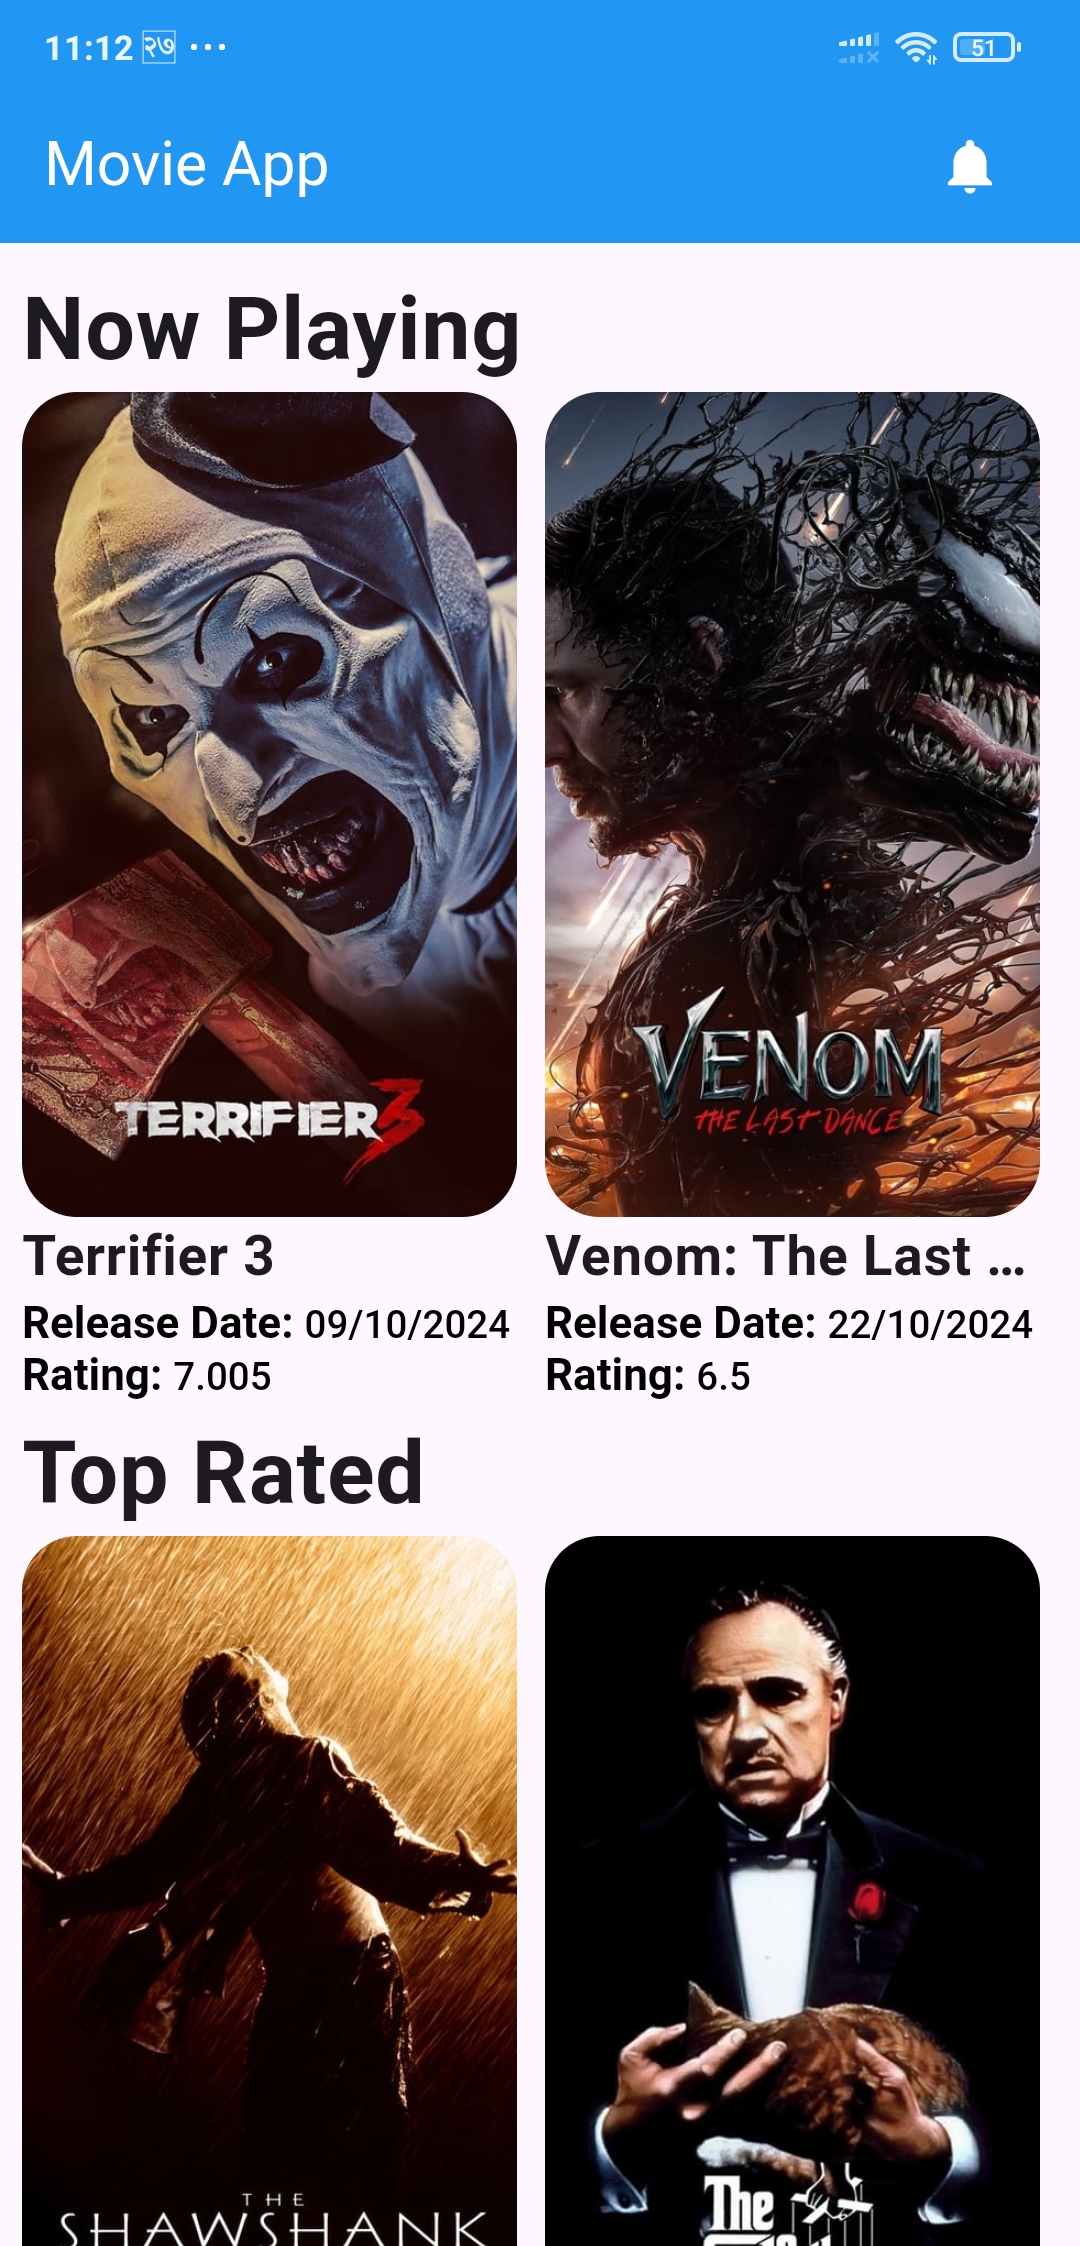 11:12 २७ ...
51
Movie App
Now Playing
TERRIFIER 3
VENOM
THE LAST DANCE
Terrifier 3
Venom: The Last ...
Release Date: 09/10/2024
Release Date: 22/10/2024
Rating: 7.005
Rating: 6.5
Top Rated
THE
SHAWSHANK
The